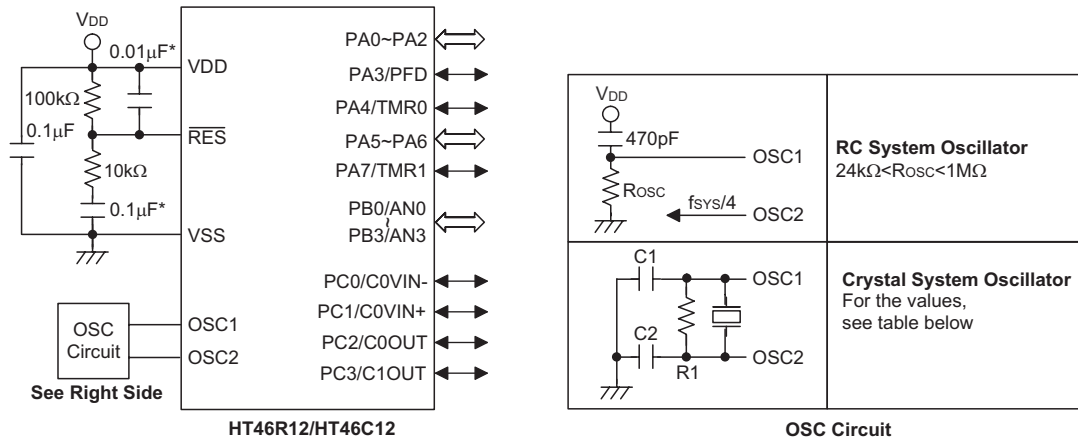 VDD
0.01μF*
100kΩ
0.1μF
10kΩ
0.1μF*
VDD
RES
VSS
OSC1
OSC2
OSC
Circuit
See Right Side
PA0~PA2
PA3/PFD
PA4/TMR0
PA5~PA6
PA7/TMR1
PB0/AN0
~
PB3/AN3
PC0/C0VIN-
PC1/C0VIN+
PC2/C0OUT
PC3/C1OUT
HT46R12/HT46C12
VDD
470pF
OSC1
ROSC
fSYS/4
OSC2
RC System Oscillator
24kΩ<ROSC<1MΩ
C1
OSC1
C2
OSC2
R1
Crystal System Oscillator
For the values,
see table below
OSC Circuit